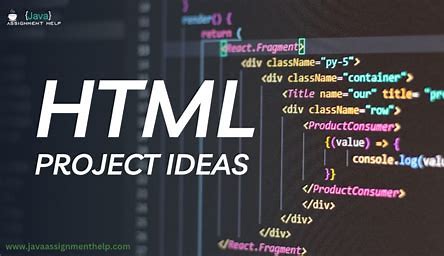 {Java}
ASSIGNMENT HELP
HTML
PROJECT IDEAS
www.javaassignmenthelp.com
render() {
return (
<React.Fragment>
<div className="py-5">
<div className="container">
<Title name="our" title=
<div className="row">
<ProductConsumer>
{(value) => {
console.log(
}}
</ProductConsumer>
</div>
</div>
</div>
</React.Fragment>